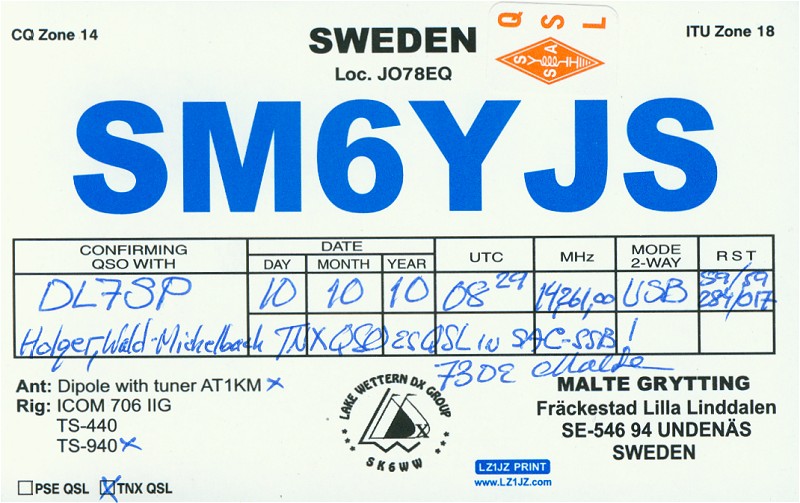 CQ Zone 14
SWEDEN
QSL
SSA
ITU Zone 18
Loc. JO78EQ
SM6YJS
CONFIRMING QSO WITH DATE DAY MONTH YEAR UTC MHz MODE 2-WAY RST
DL7SP 10 10 10 08 29 14261,00 USB 59/59 284/017
Holger, Wald-Michelbach TNX QSO ES QSL IN SAC-SSB!
73 DE Malte
Ant: Dipole with tuner AT1KM x
Rig: ICOM 706 IIG
TS-440
TS-940 x
LAKE WETTERN DX GROUP
DX
SK6WW
MALTE GRYTTING
Fräckestad Lilla Linddalen
SE-546 94 UNDENÄS
SWEDEN
PSE QSL x TNX QSL
LZ1JZ PRINT
www.LZ1JZ.com